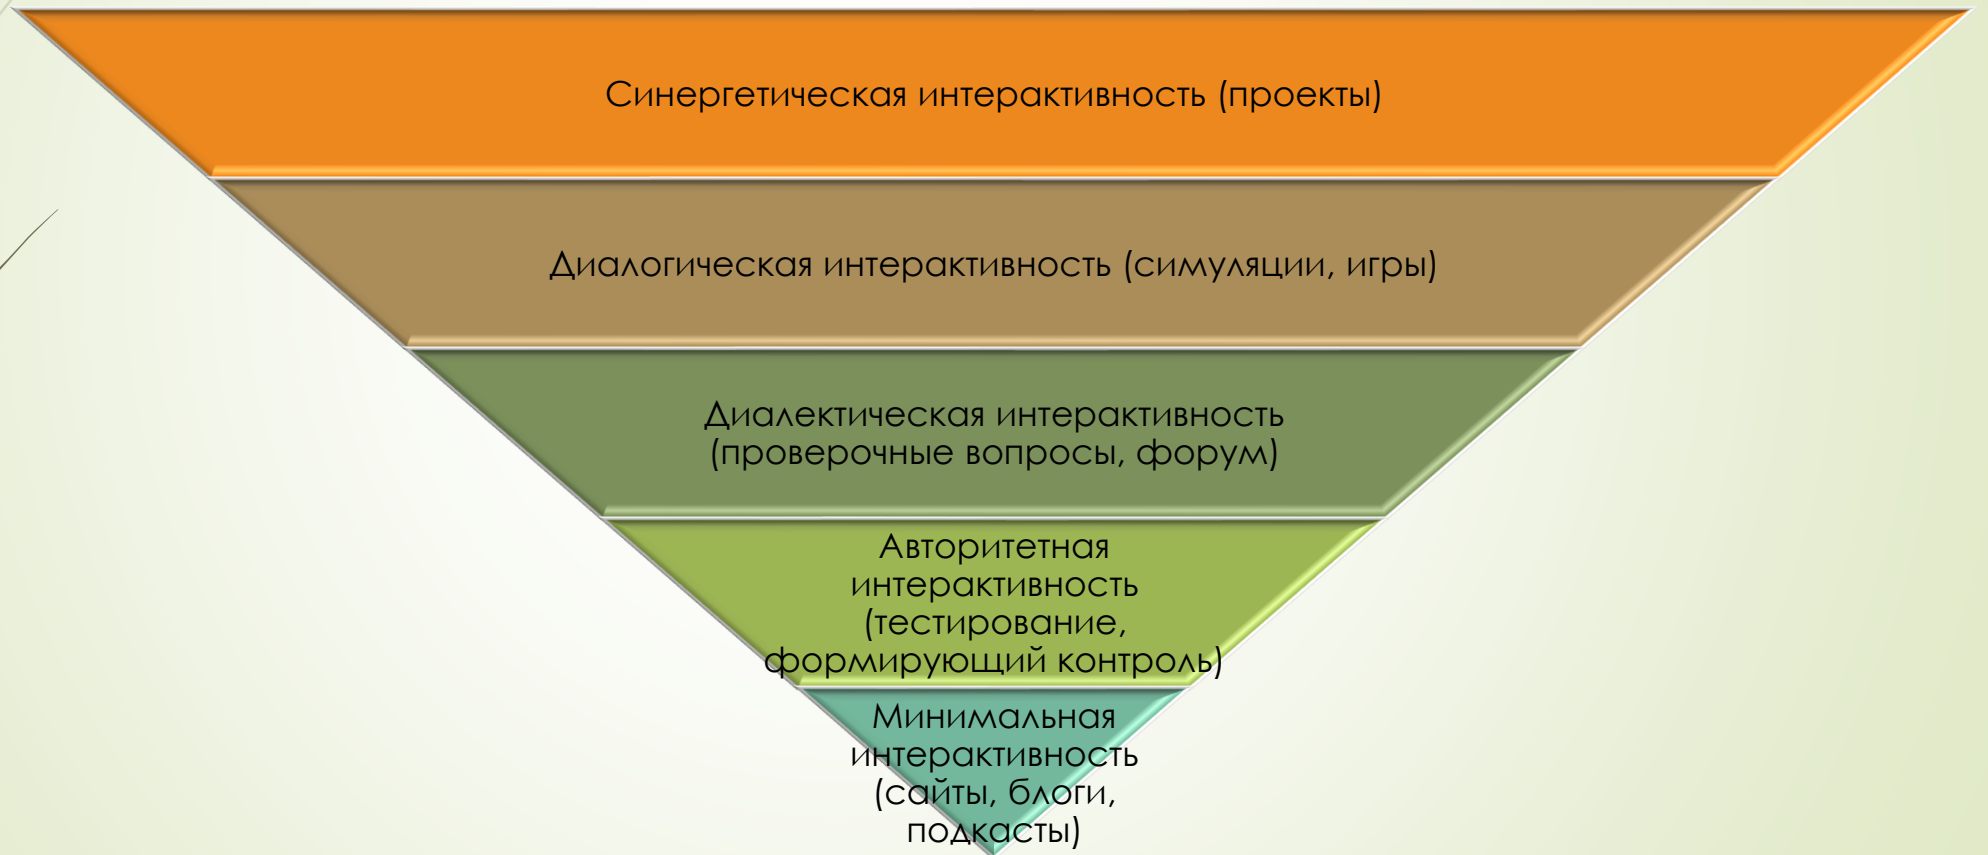 Синергетическая интерактивность (проекты)
Диалогическая интерактивность (симуляции, игры)
Диалектическая интерактивность
(проверочные вопросы, форум)
Авторитетная
интерактивность
(тестирование,
формирующий контроль)
Минимальная
интерактивность
(сайты, блоги,
подкасты)